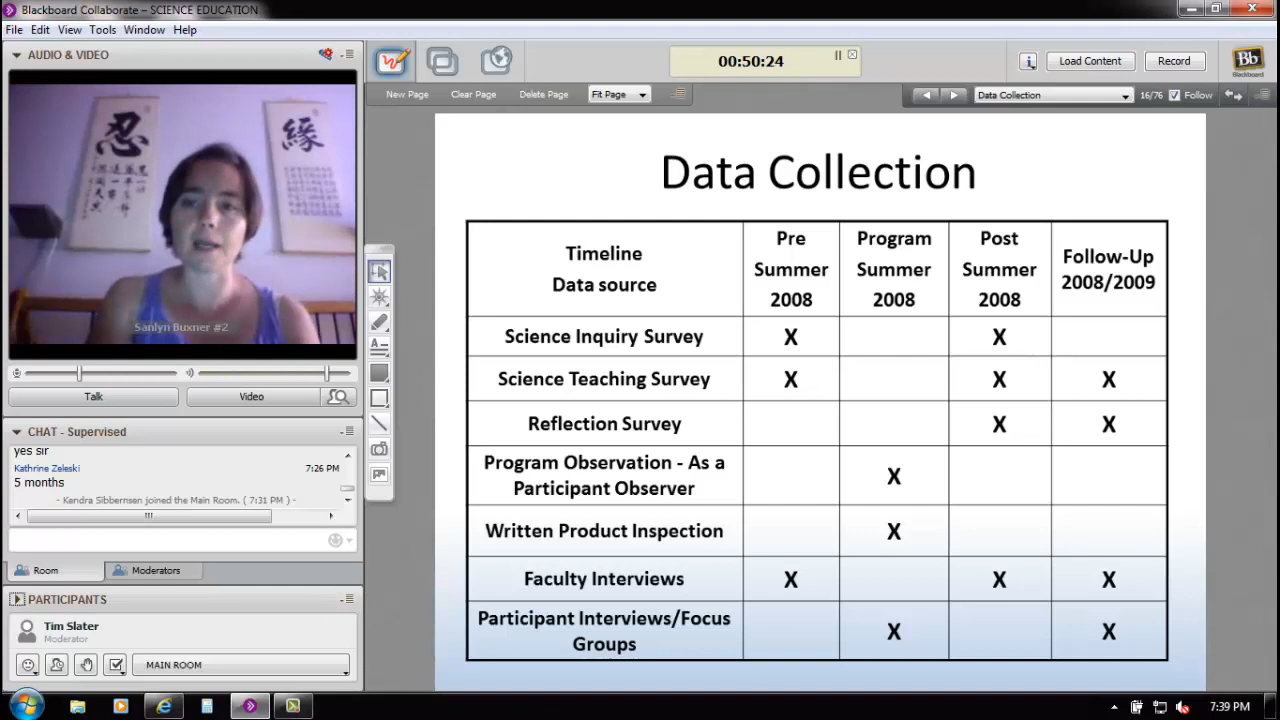 Blackboard Collaborate - SCIENCE EDUCATION
File Edit View Tools Window Help
AUDIO & VIDEO
忍
緣
Sanlyn Buxner #2
Talk
Video
CHAT - Supervised
yes sir
Kathrine Zeleski 7:26 PM
5 months
- Kendra Sibbernsen joined the Main Room. ( 7:31 PM ) -
Room
Moderators
PARTICIPANTS
Tim Slater
Moderator
MAIN ROOM
00:50:24
Load Content
Record
Bb
Blackboard
New Page Clear Page Delete Page Fit Page
Data Collection 16/76 Follow
Data Collection
Timeline
Data source
Pre
Summer
2008
Program
Summer
2008
Post
Summer
2008
Follow-Up
2008/2009
Science Inquiry Survey X X
Science Teaching Survey X X X
Reflection Survey X X
Program Observation - As a
Participant Observer X
Written Product Inspection X
Faculty Interviews X X X
Participant Interviews/Focus
Groups X X
7:39 PM